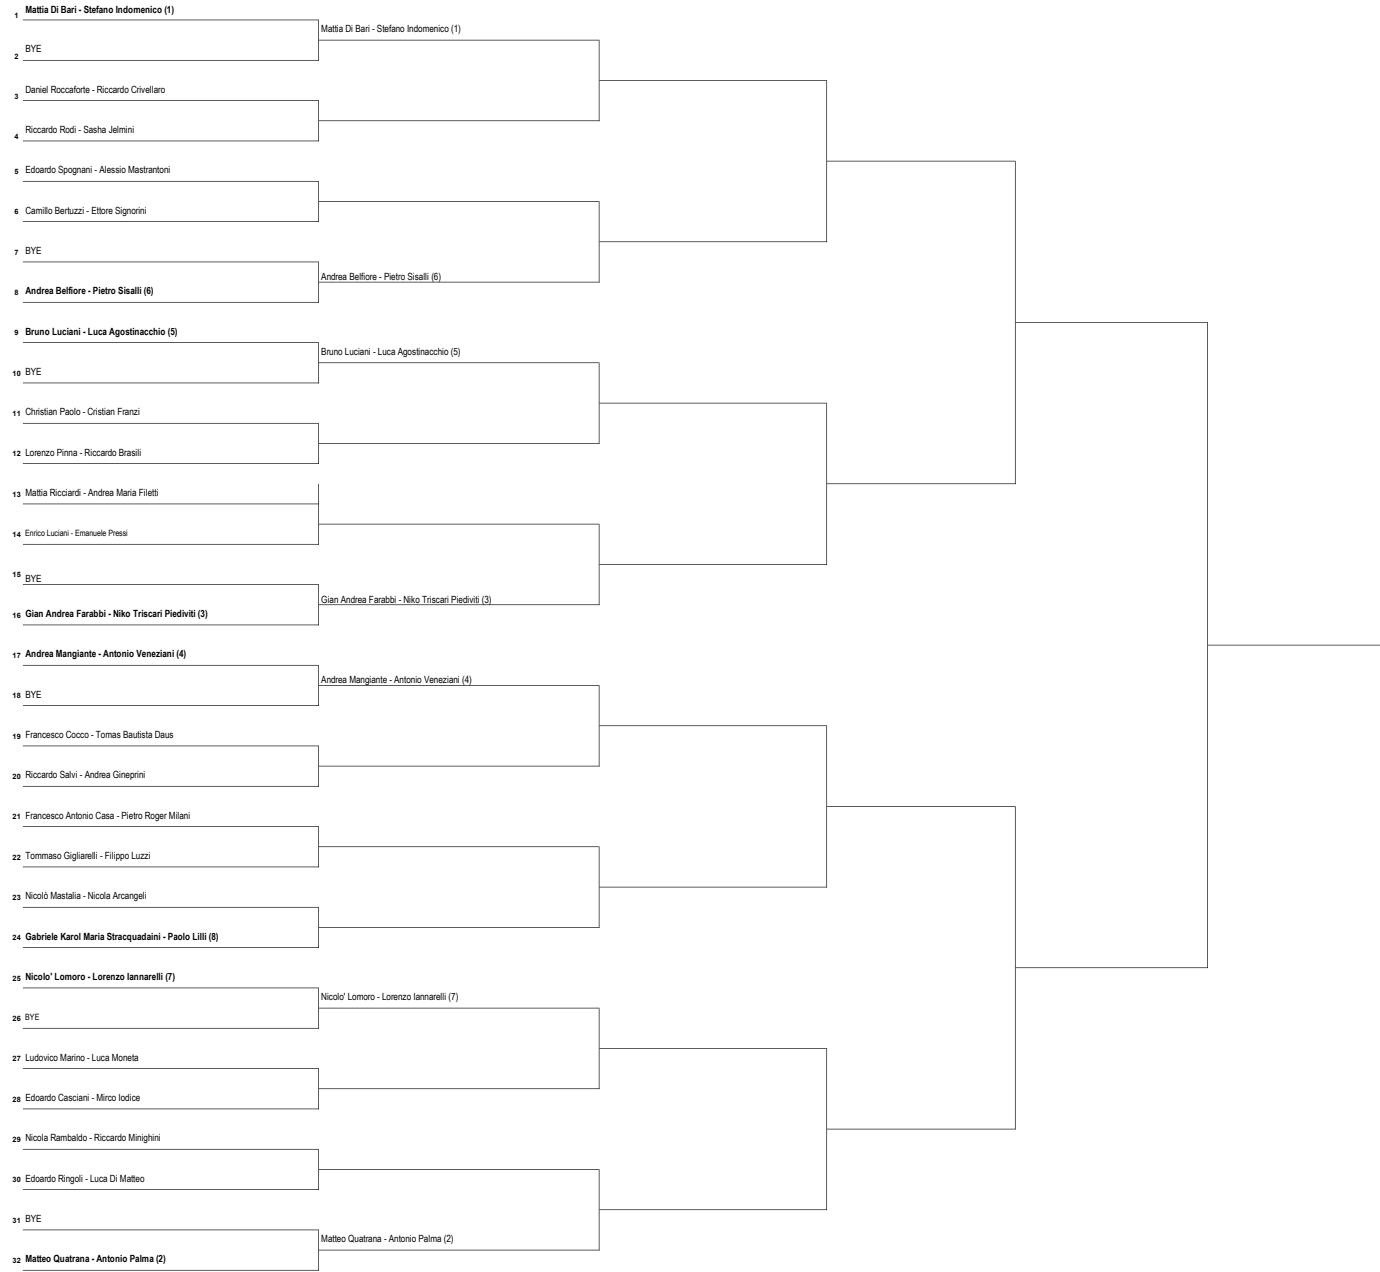 1 Mattia Di Bari - Stefano Indomenico (1)
Mattia Di Bari - Stefano Indomenico (1)
2 BYE
3 Daniel Roccaforte - Riccardo Crivellaro
4 Riccardo Rodi - Sasha Jelmini
5 Edoardo Spognani - Alessio Mastrantoni
6 Camillo Bertuzzi - Ettore Signorini
7 BYE
Andrea Belfiore - Pietro Sisalli (6)
8 Andrea Belfiore - Pietro Sisalli (6)
9 Bruno Luciani - Luca Agostinacchio (5)
Bruno Luciani - Luca Agostinacchio (5)
10 BYE
11 Christian Paolo - Cristian Franzi
12 Lorenzo Pinna - Riccardo Brasili
13 Mattia Ricciardi - Andrea Maria Filetti
14 Enrico Luciani - Emanuele Pressi
15 BYE
Gian Andrea Farabbi - Niko Triscari Piediviti (3)
16 Gian Andrea Farabbi - Niko Triscari Piediviti (3)
17 Andrea Mangiante - Antonio Veneziani (4)
Andrea Mangiante - Antonio Veneziani (4)
18 BYE
19 Francesco Cocco - Tomas Bautista Daus
20 Riccardo Salvi - Andrea Gineprini
21 Francesco Antonio Casa - Pietro Roger Milani
22 Tommaso Gigliarelli - Filippo Luzzi
23 Nicolò Mastalia - Nicola Arcangeli
24 Gabriele Karol Maria Stracquadaini - Paolo Lilli (8)
25 Nicolo' Lomoro - Lorenzo Iannarelli (7)
Nicolo' Lomoro - Lorenzo Iannarelli (7)
26 BYE
27 Ludovico Marino - Luca Moneta
28 Edoardo Casciani - Mirco Iodice
29 Nicola Rambaldo - Riccardo Minighini
30 Edoardo Ringoli - Luca Di Matteo
31 BYE
Matteo Quatrana - Antonio Palma (2)
32 Matteo Quatrana - Antonio Palma (2)